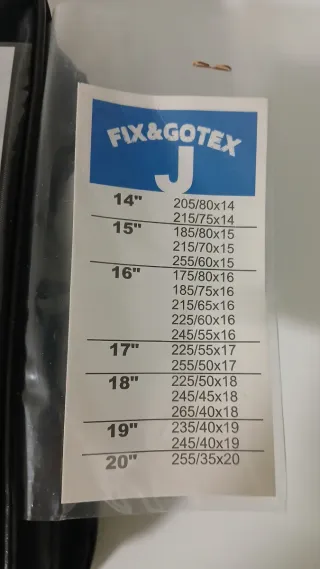 FIX&GOTEX
J
14" 205/80x14
215/75x14
15" 185/80x15
215/70x15
255/60x15
16" 175/80x16
185/75x16
215/65x16
225/60x16
245/55x16
17" 225/55x17
255/50x17
18" 225/50x18
245/45x18
265/40x18
19" 235/40x19
245/40x19
20" 255/35x20